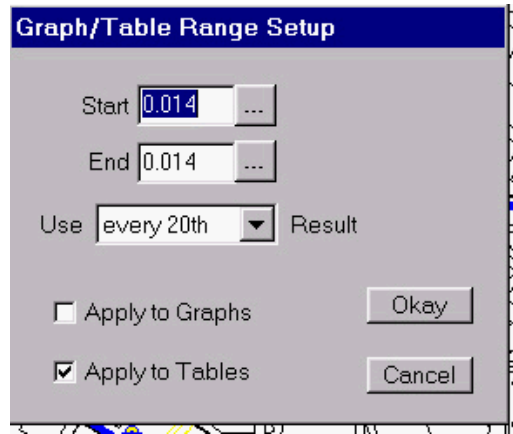 Graph/Table Range Setup
Start 0.014 ...
End 0.014 ...
Use every 20th Result
Apply to Graphs
Okay
Apply to Tables
Cancel